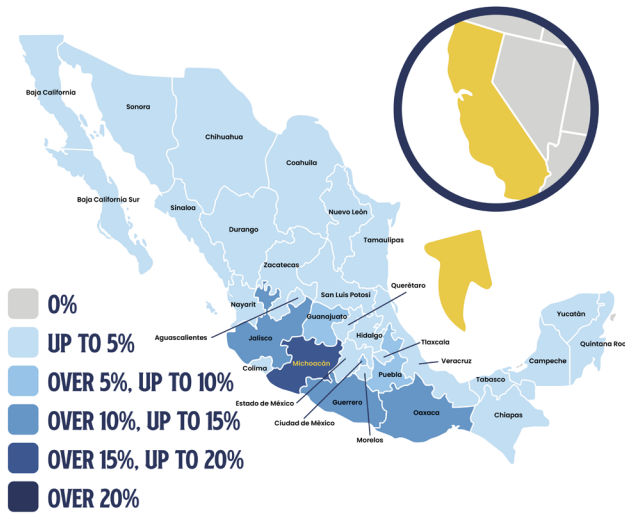 Baja California
Sonora
Chihuahua
Coahuila
Baja California Sur
Sinaloa
Durango
Nuevo Leòn
Tamaulipas
Zacatecas
San Luis Potosí
Querétaro
Nayarit
Guanajuato
Aguascalientes
Jalisco
Hidalgo
Tlaxcala
Veracruz
Yucatán
Quintana Roo
Campeche
Colima
Michoacàn
Puebla
Tabasco
Estado de México
Guerrero
Oaxaca
Chiapas
Ciudad de México
Morelos
0%
UP TO 5%
OVER 5%, UP TO 10%
OVER 10%, UP TO 15%
OVER 15%, UP TO 20%
OVER 20%